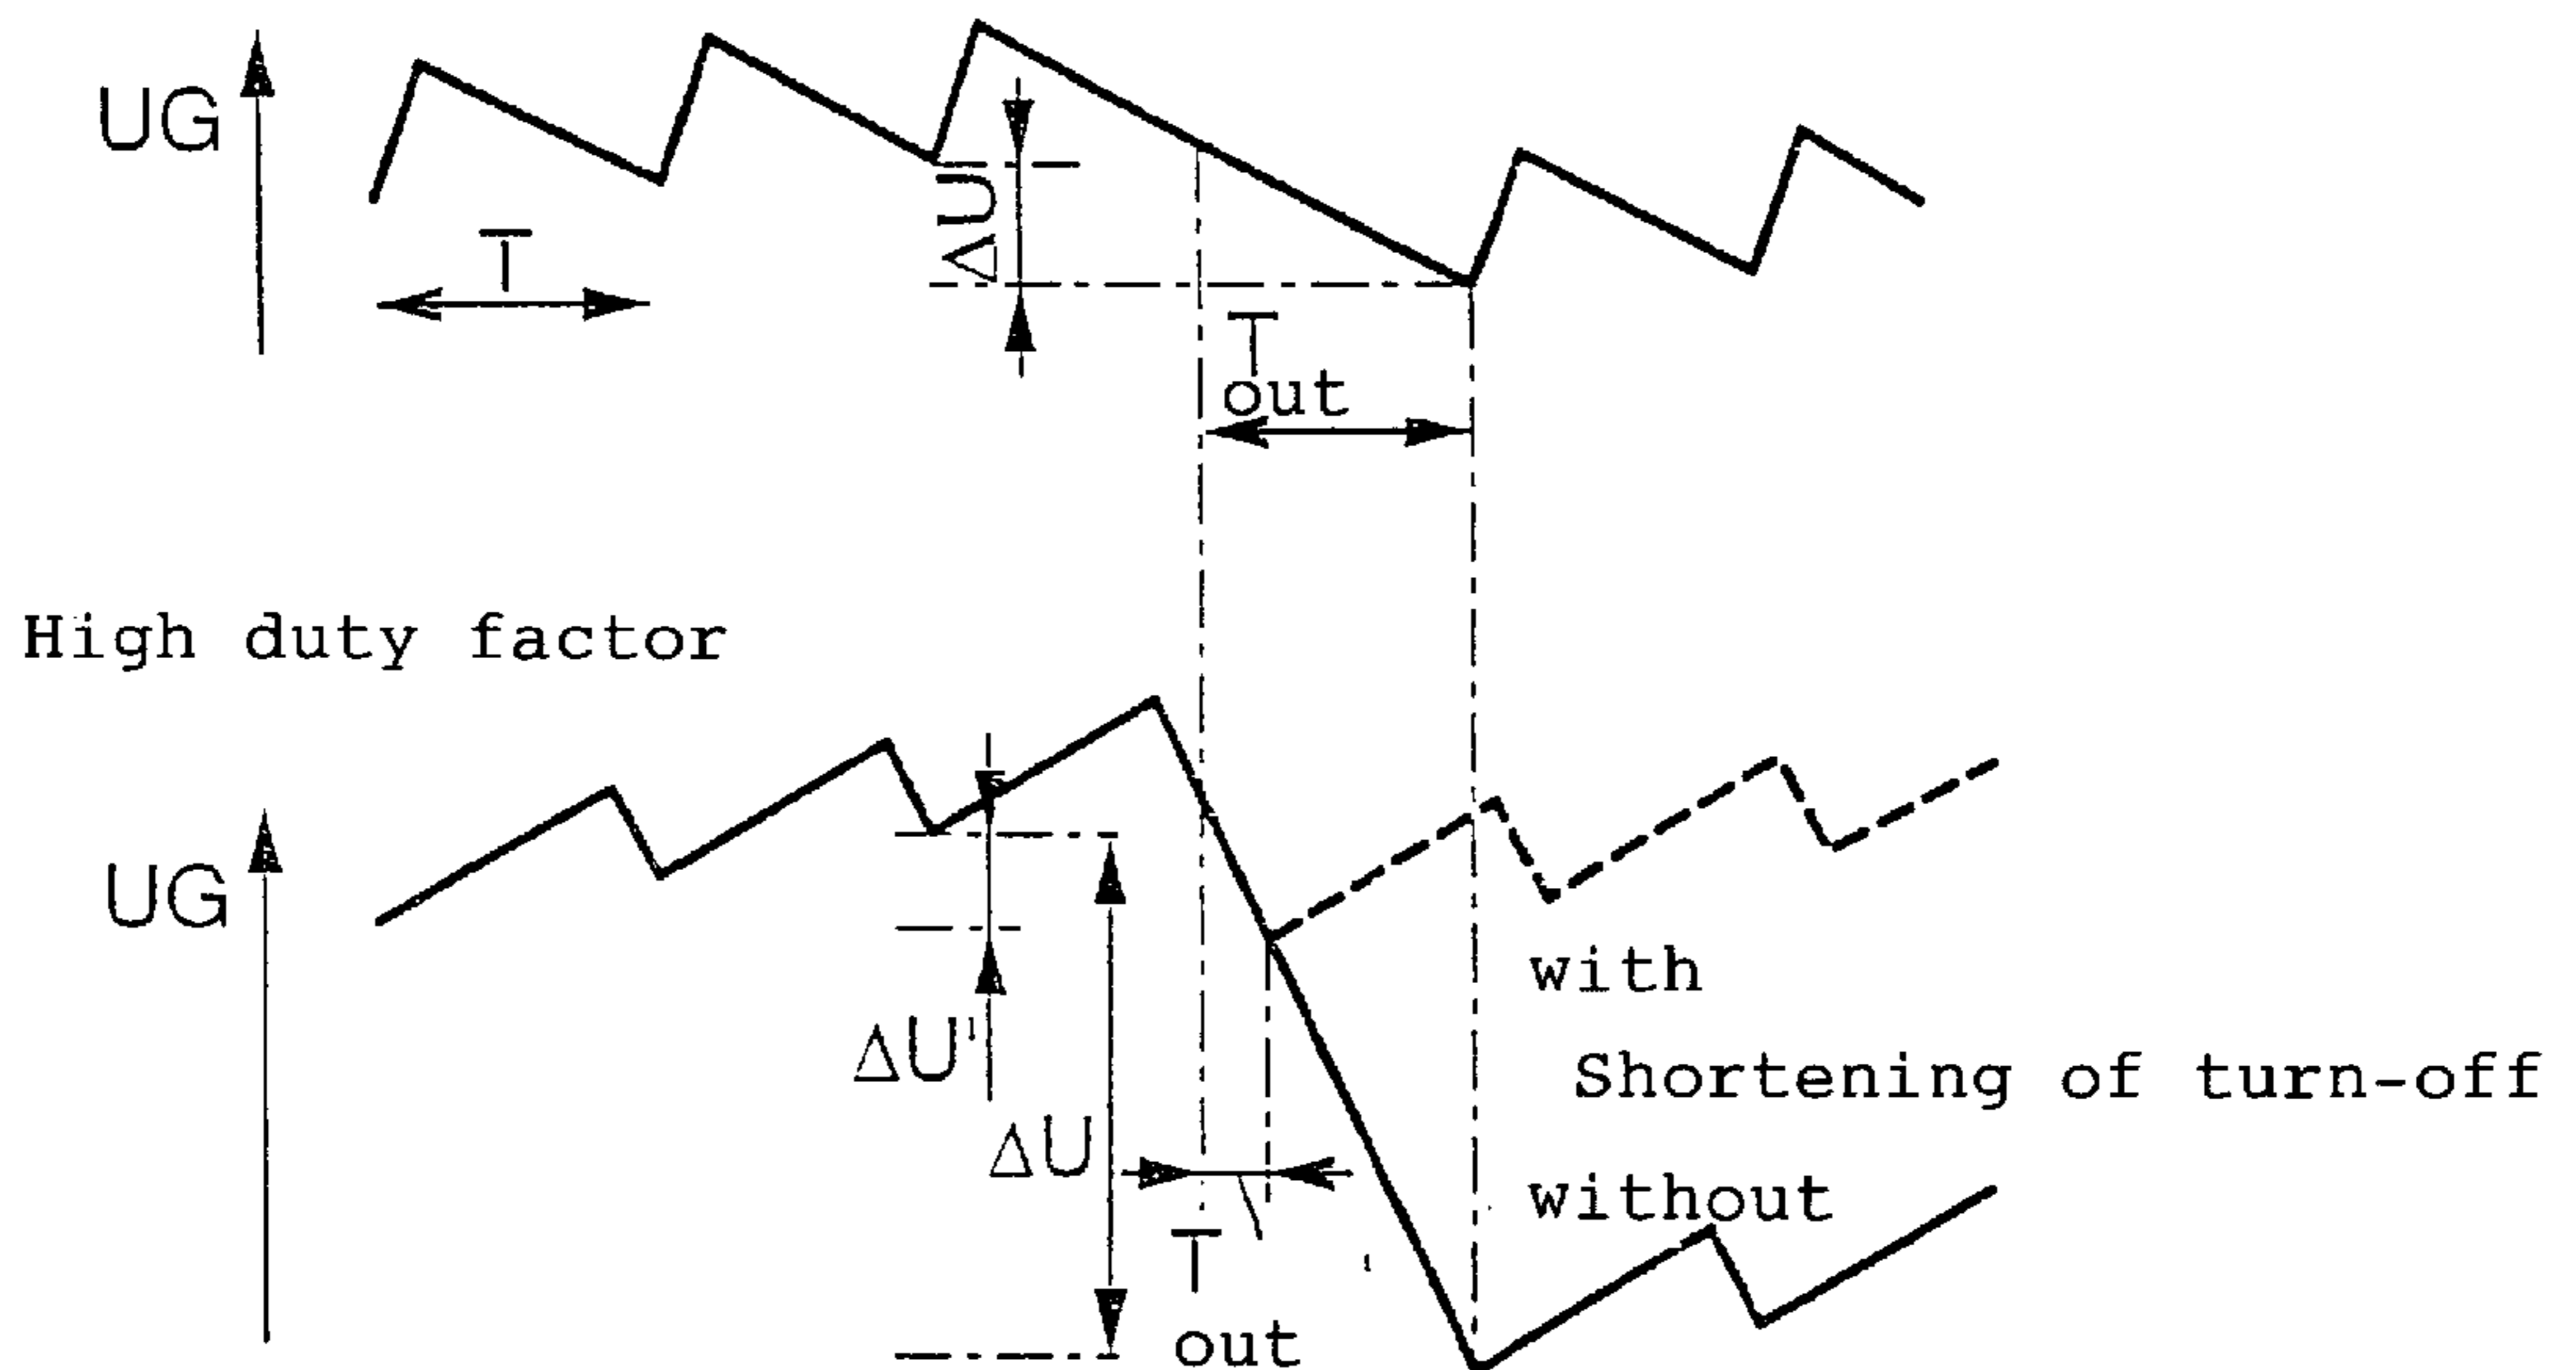 UG
T
ΔU
T
out
High duty factor
UG
ΔU'
ΔU
with
Shortening of turn-off
without
T
out